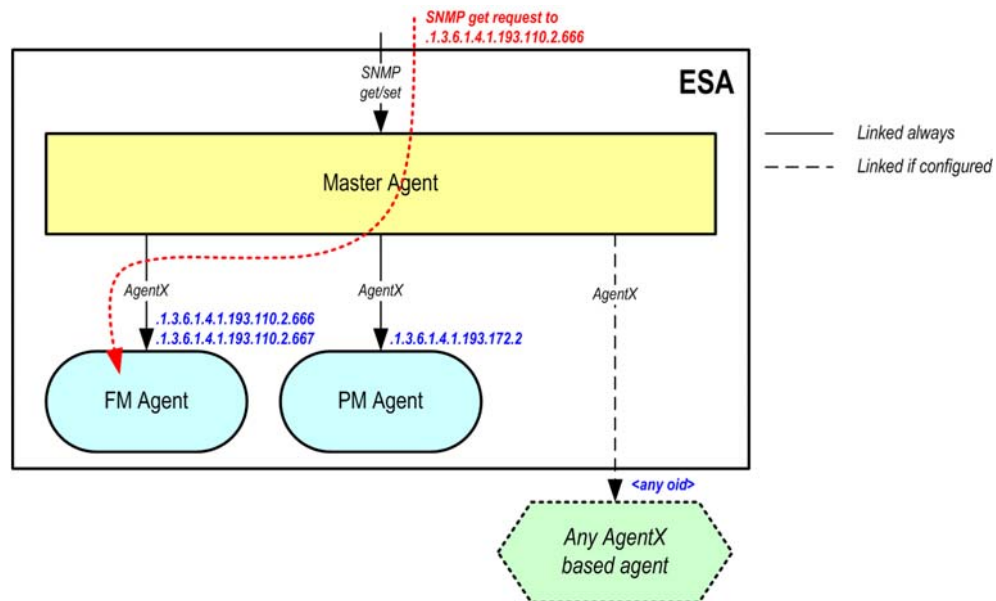 SNMP get request to
.1.3.6.1.4.1.193.110.2.666
SNMP
get/set
ESA
Linked always
Linked if configured
Master Agent
AgentX
AgentX
AgentX
.1.3.6.1.4.1.193.110.2.666
.1.3.6.1.4.1.193.110.2.667
.1.3.6.1.4.1.193.172.2
FM Agent
PM Agent
<any oid>
Any AgentX
based agent